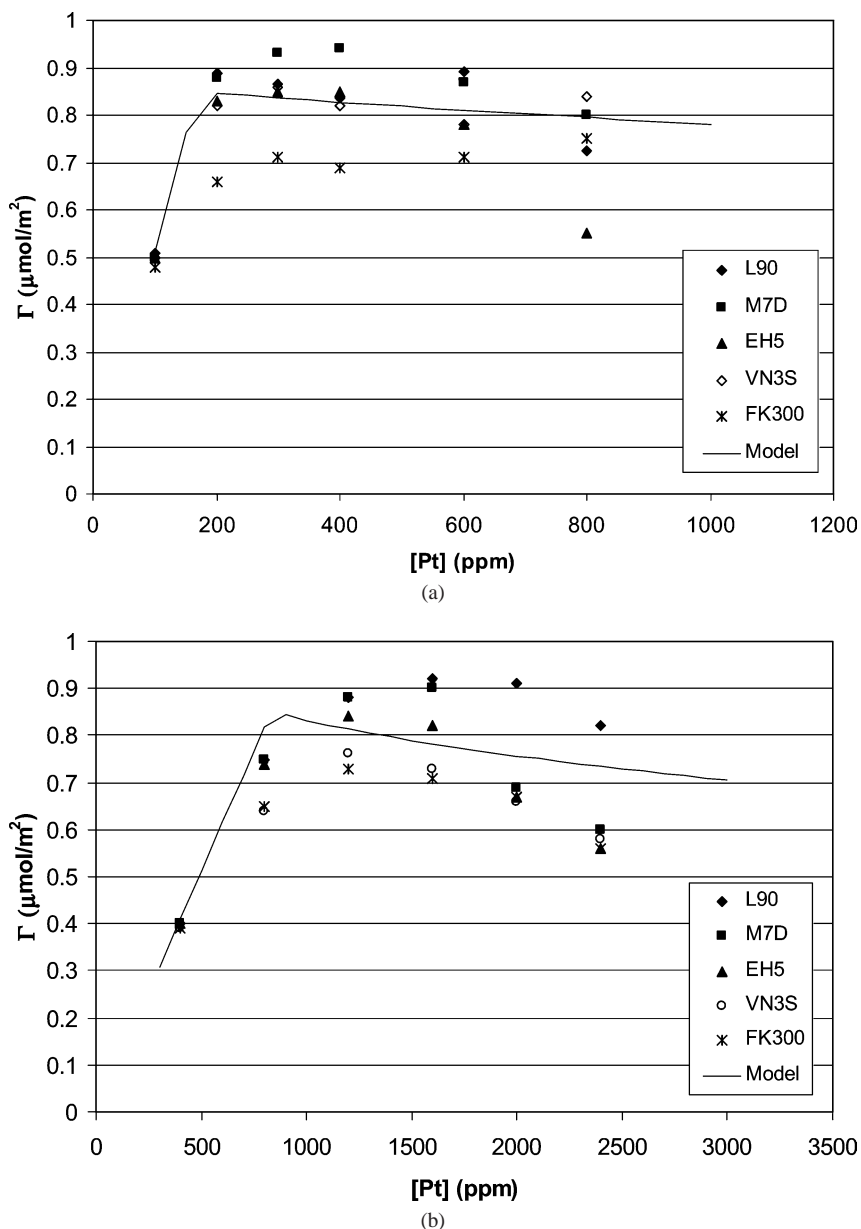 1
0.9
0.8
0.7
0.6
0.5
0.4
0.3
0.2
0.1
0
Γ (μmol/m²)
L90
M7D
EH5
VN3S
FK300
Model
0 200 400 600 800 1000 1200
[Pt] (ppm)
(a)
1
0.9
0.8
0.7
0.6
0.5
0.4
0.3
0.2
0.1
0
Γ (μmol/m²)
L90
M7D
EH5
VN3S
FK300
Model
0 500 1000 1500 2000 2500 3000 3500
[Pt] (ppm)
(b)